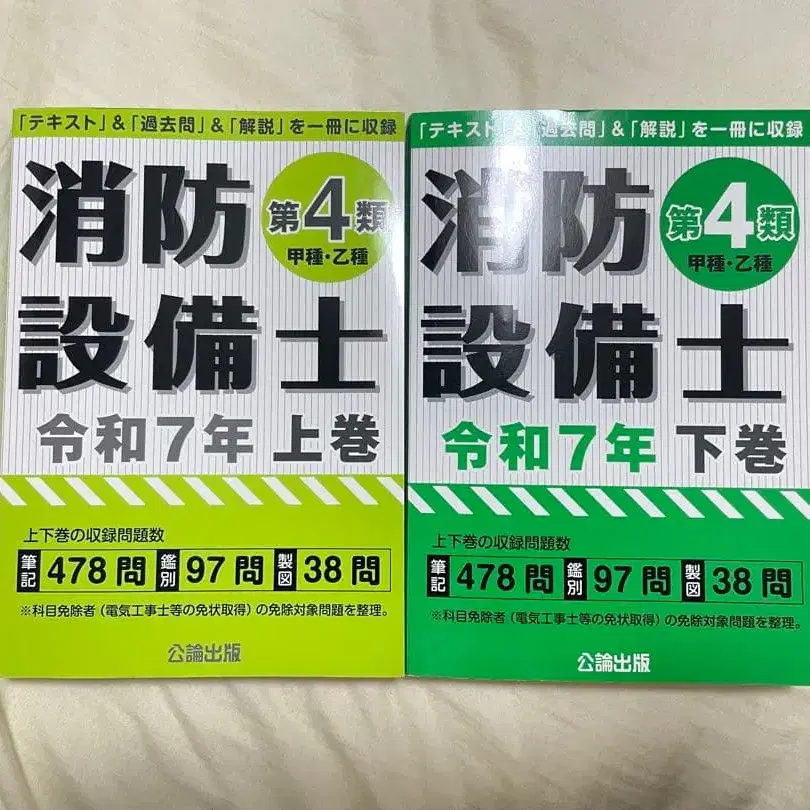 「テキスト」&「過去問」&「解説」を一冊に収録
消防
設備士
第4類
甲種・乙種
令和7年 上巻
上下巻の収録問題数
筆記 478問 鑑別 97問 製図 38問
※科目免除者(電気工事士等の免状取得)の免除対象問題を整理。
公論出版
「テキスト」&「過去問」&「解説」を一冊に収録
消防
設備士
第4類
甲種・乙種
令和7年 下巻
上下巻の収録問題数
筆記 478問 鑑別 97問 製図 38問
※科目免除者(電気工事士等の免状取得)の免除対象問題を整理。
公論出版